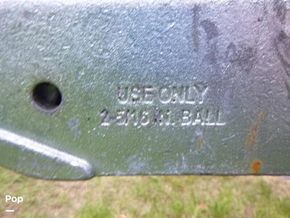 USE ONLY
2-5/16 IN. BALL
Pop